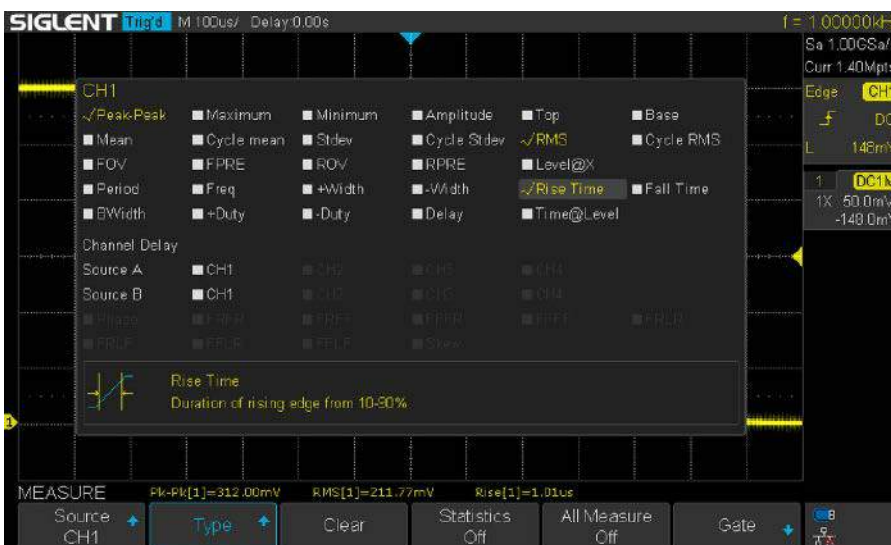 SIGLENT Trig'd M 100us/ Delay:0.00s f = 1.00000kH
Sa 1.00GSa/
Curr 1.40Mpts
Edge CH1
DC
L 148mV
1 DC1M
1X 50.0mV
-148.0mV
CH1
Peak-Peak Maximum Minimum Amplitude Top Base
Mean Cycle mean Stdev Cycle Stdev RMS Cycle RMS
FOV FPRE ROV RPRE Level@X
Period Freq +Width -Width Rise Time Fall Time
BWidth +Duty -Duty Delay Time@Level
Channel Delay
Source A CH1 CH2 CH3 CH4
Source B CH1 CH2 CH3 CH4
Phase FRFR FRFF FFFR FFFF FRLR
FRLF FFLR FFLF Skew
Rise Time
Duration of rising edge from 10-90%
1
MEASURE Pk-Pk[1]=312.00mV RMS[1]=211.77mV Rise[1]=1.01us
Source CH1 Type Clear Statistics Off All Measure Off Gate